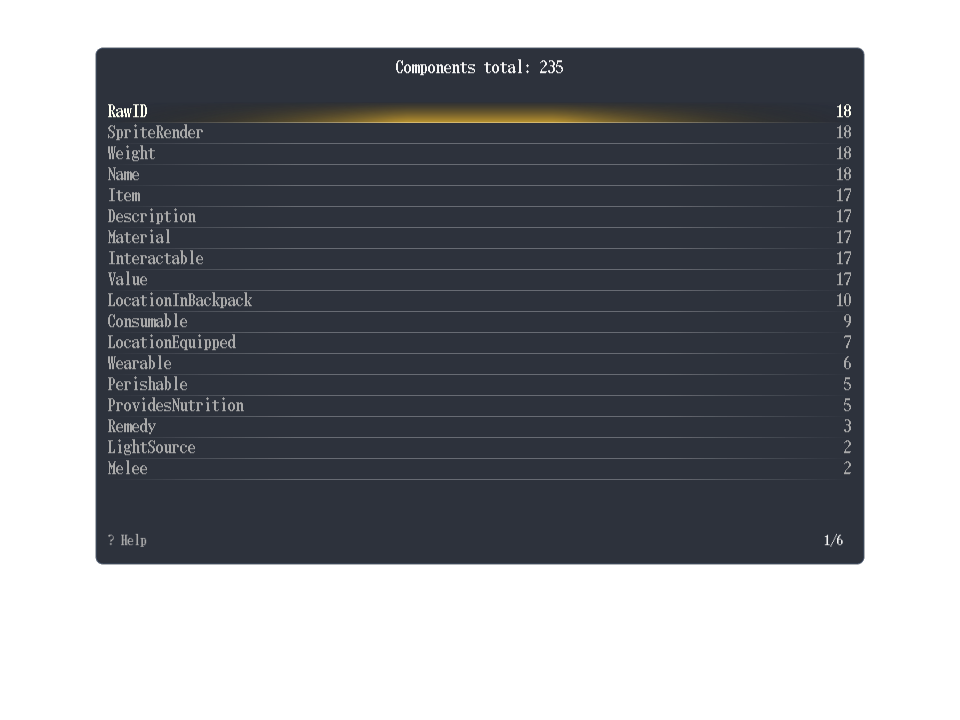 Components total: 235
RawID 18
SpriteRender 18
Weight 18
Name 18
Item 17
Description 17
Material 17
Interactable 17
Value 17
LocationInBackpack 10
Consumable 9
LocationEquipped 7
Wearable 6
Perishable 5
ProvidesNutrition 5
Remedy 3
LightSource 2
Melee 2
? Help 1/6